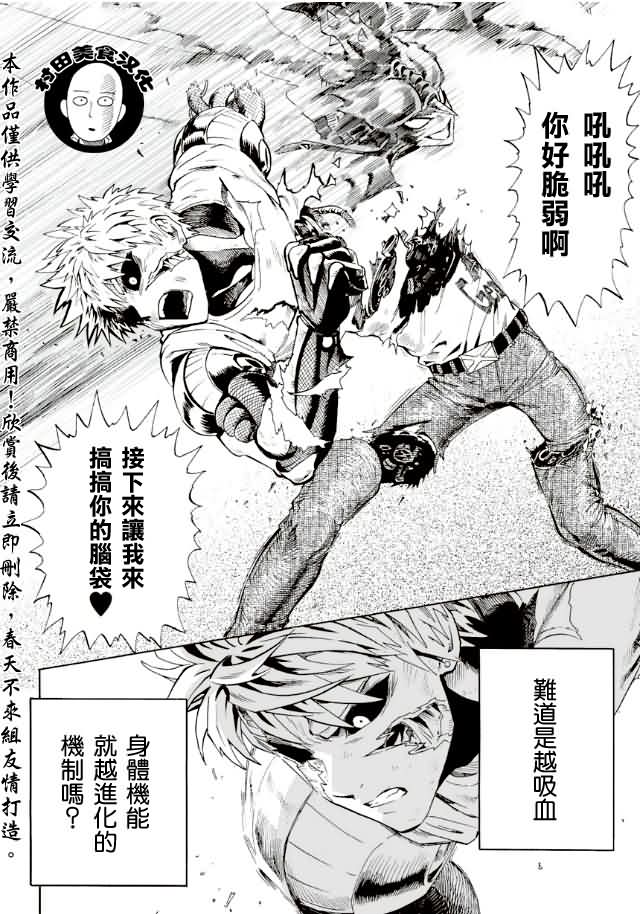 村田美食汉化
本作品僅供學習交流，嚴禁商用！欣賞後請立即刪除，春天不來組友情打造。
吼吼吼
你好脆弱啊
接下來讓我來
搞搞你的腦袋♥
難道是越吸血
身體機能
就越進化的
機制嗎？